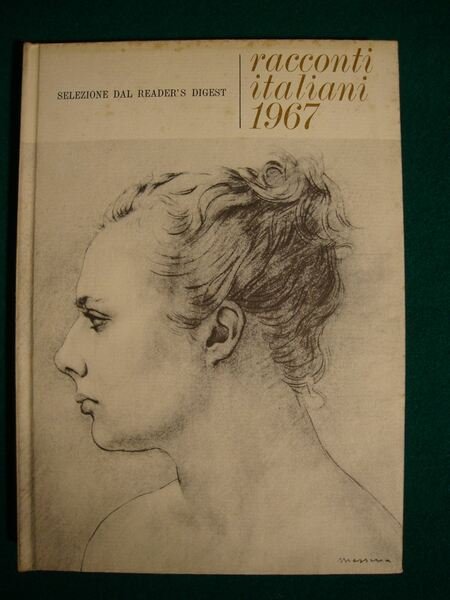 SELEZIONE DAL READER'S DIGEST
racconti
italiani
1967
messina